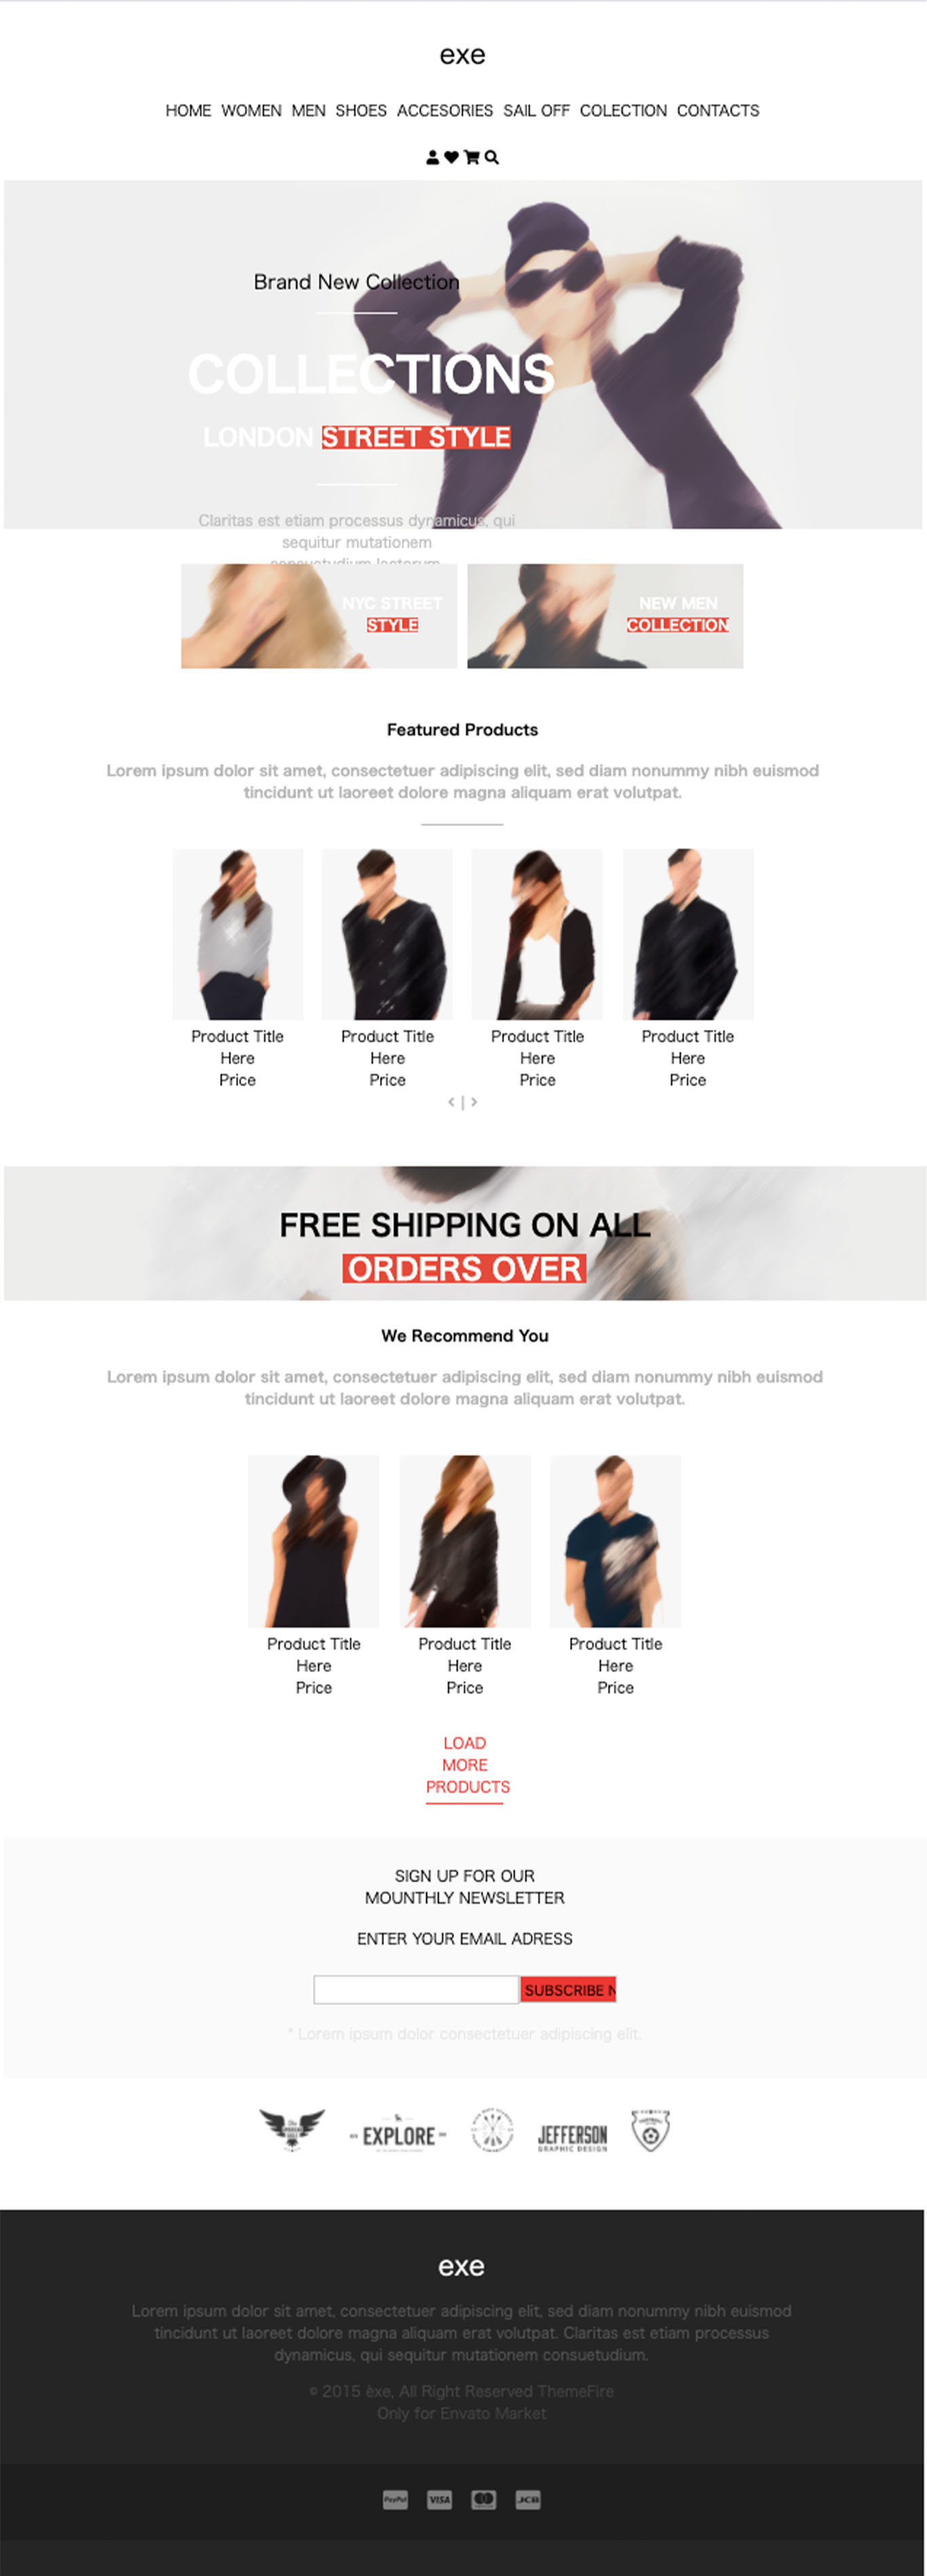 exe
HOME WOMEN MEN SHOES ACCESORIES SAIL OFF COLECTION CONTACTS
Brand New Collection
COLLECTIONS
LONDON STREET STYLE
Claritas est etiam processus dynamicus, qui
sequitur mutationem
consuetudium lectorum
NYC STREET
STYLE
NEW MEN
COLLECTION
Featured Products
Lorem ipsum dolor sit amet, consectetuer adipiscing elit, sed diam nonummy nibh euismod
tincidunt ut laoreet dolore magna aliquam erat volutpat.
Product Title
Here
Price
Product Title
Here
Price
Product Title
Here
Price
Product Title
Here
Price
FREE SHIPPING ON ALL
ORDERS OVER
We Recommend You
Lorem ipsum dolor sit amet, consectetuer adipiscing elit, sed diam nonummy nibh euismod
tincidunt ut laoreet dolore magna aliquam erat volutpat.
Product Title
Here
Price
Product Title
Here
Price
Product Title
Here
Price
LOAD
MORE
PRODUCTS
SIGN UP FOR OUR
MOUNTHLY NEWSLETTER
ENTER YOUR EMAIL ADRESS
SUBSCRIBE N
* Lorem ipsum dolor consectetuer adipiscing elit.
EXPLORE
JEFFERSON
GRAPHIC DESIGN
exe
Lorem ipsum dolor sit amet, consectetuer adipiscing elit, sed diam nonummy nibh euismod
tincidunt ut laoreet dolore magna aliquam erat volutpat. Claritas est etiam processus
dynamicus, qui sequitur mutationem consuetudium.
© 2015 èxe, All Right Reserved ThemeFire
Only for Envato Market
PayPal VISA JCB